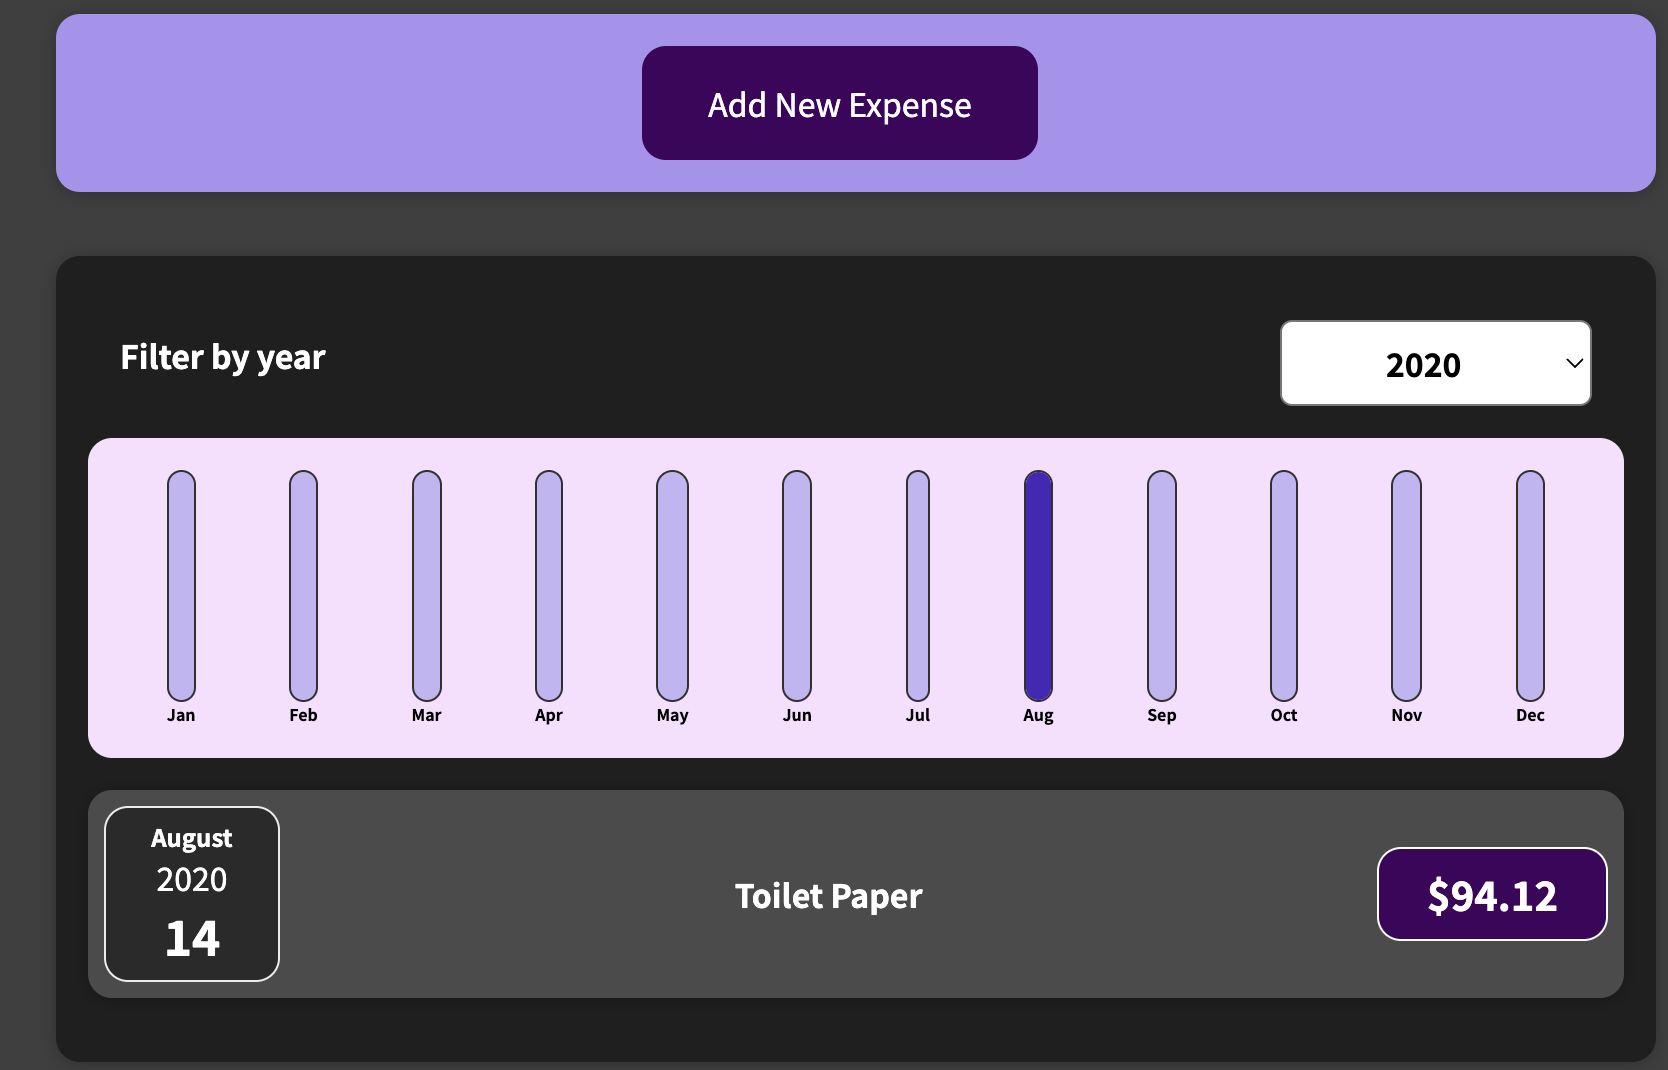 Add New Expense
Filter by year
2020
Jan Feb Mar Apr May Jun Jul Aug Sep Oct Nov Dec
August
2020
14
Toilet Paper
$94.12